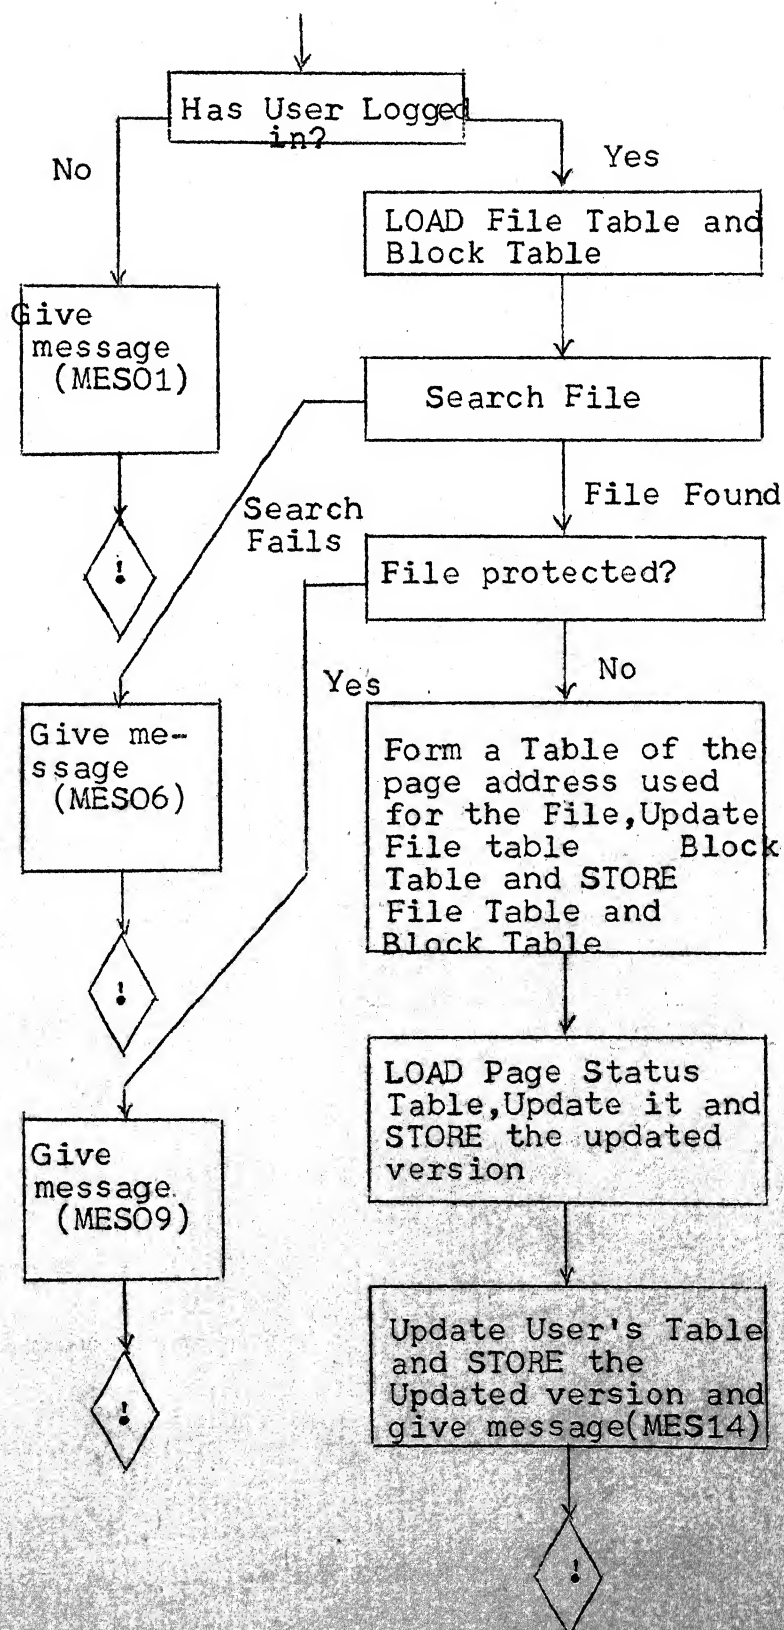 Has User Logged
in?
No
Yes
LOAD File Table and
Block Table
Give
message
(MESO1)
Search File
File Found
Search
Fails
File protected?
Yes
No
Give me-
ssage
(MESO6)
Form a Table of the
page address used
for the File,Update
File table Block
Table and STORE
File Table and
Block Table
LOAD Page Status
Table,Update it and
STORE the updated
version
Give
message.
(MESO9)
Update User's Table
and STORE the
Updated version and
give message(MES14)
!
!
!
!